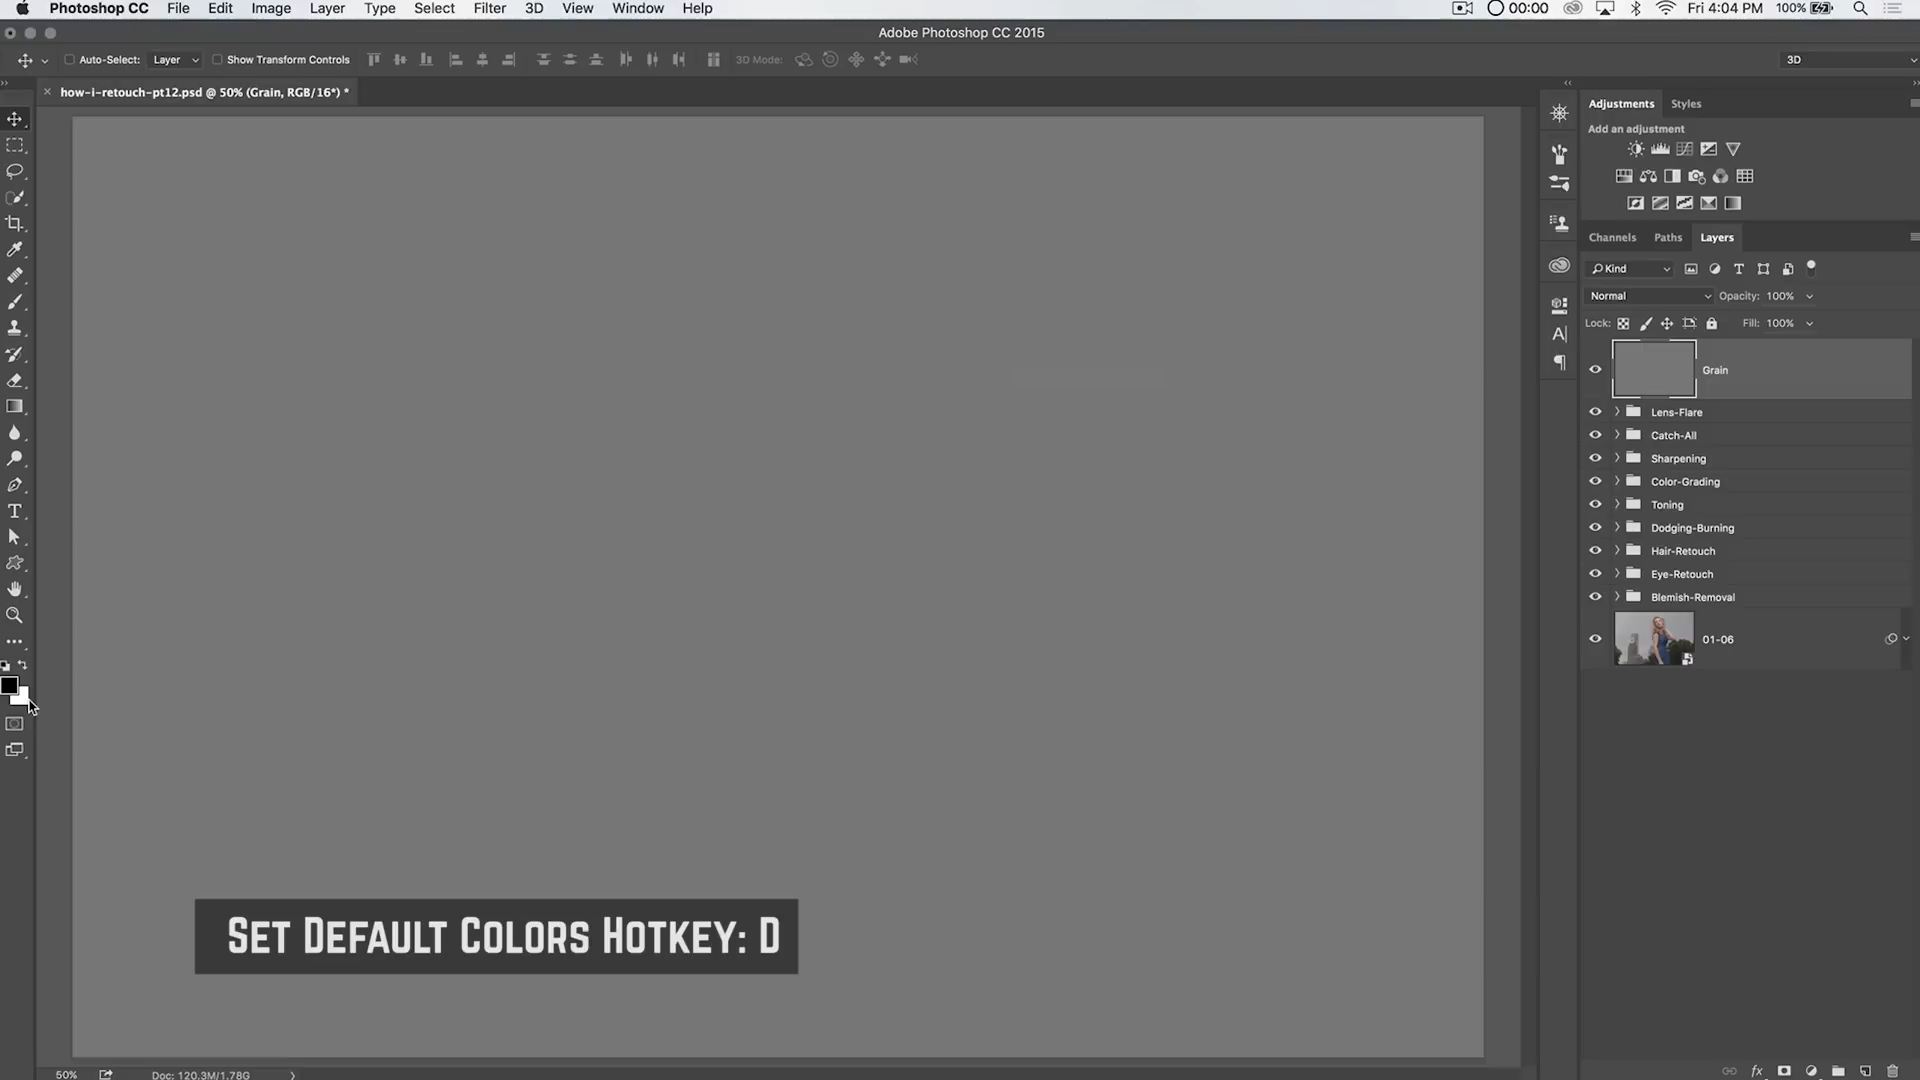 Photoshop CC File Edit Image Layer Type Select Filter 3D View Window Help 00:00 Fri 4:04 PM 100%
Adobe Photoshop CC 2015
Auto-Select: Layer Show Transform Controls 3D Mode: 3D
how-i-retouch-pt12.psd @ 50% (Grain, RGB/16*) *
Adjustments Styles
Add an adjustment
Channels Paths Layers
Kind
Normal Opacity: 100%
Lock: Fill: 100%
Grain
Lens-Flare
Catch-All
Sharpening
Color-Grading
Toning
Dodging-Burning
Hair-Retouch
Eye-Retouch
Blemish-Removal
01-06
Set Default Colors Hotkey: D
50% Doc: 120.3M/1.78G